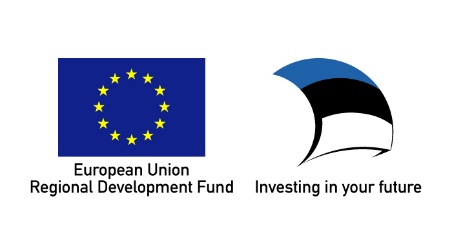 European Union
Regional Development Fund
Investing in your future